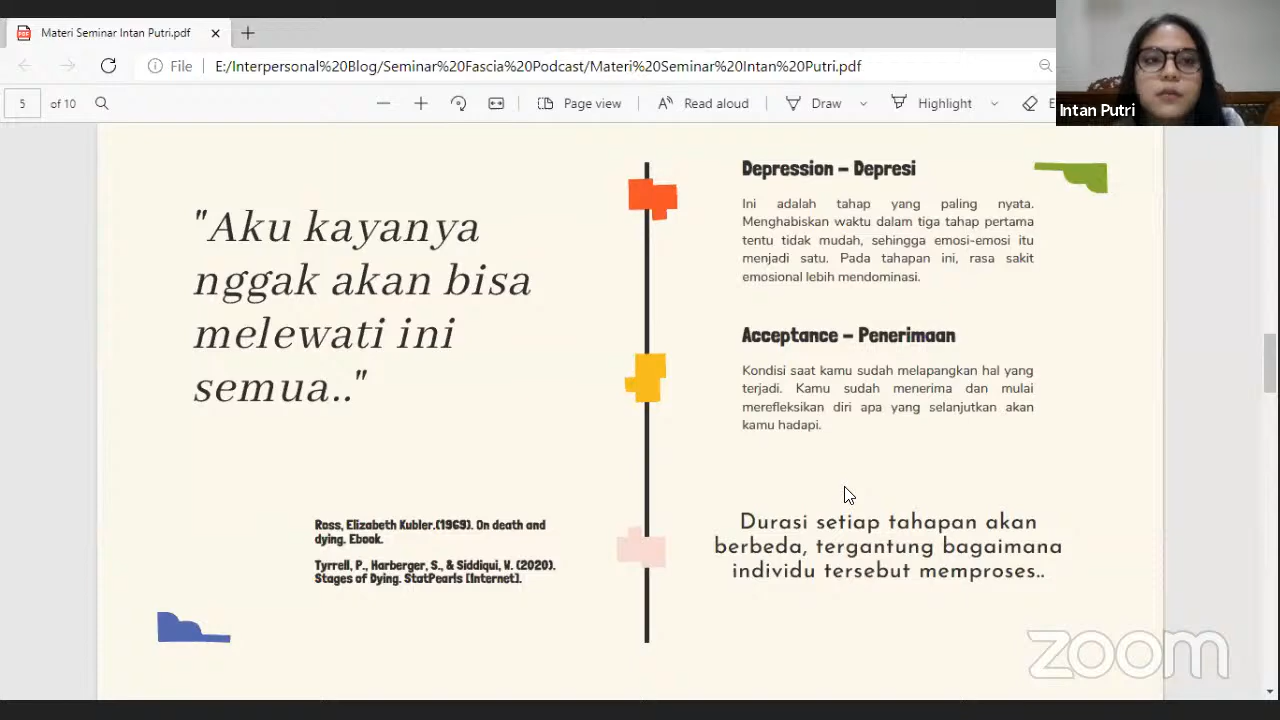 Materi Seminar Intan Putri.pdf
File
E:/Interpersonal%20Blog/Seminar%20Fascia%20Podcast/Materi%20Seminar%20Intan%20Putri.pdf
5 of 10
Page view
Read aloud
Draw
Highlight
Intan Putri
"Aku kayanya
nggak akan bisa
melewati ini
semua.."
Ross, Elizabeth Kubler.(1969). On death and
dying. Ebook.
Tyrrell, P., Harberger, S., & Siddiqui, W. (2020).
Stages of Dying. StatPearls [Internet].
Depression – Depresi
Ini adalah tahap yang paling nyata.
Menghabiskan waktu dalam tiga tahap pertama
tentu tidak mudah, sehingga emosi-emosi itu
menjadi satu. Pada tahapan ini, rasa sakit
emosional lebih mendominasi.
Acceptance – Penerimaan
Kondisi saat kamu sudah melapangkan hal yang
terjadi. Kamu sudah menerima dan mulai
merefleksikan diri apa yang selanjutkan akan
kamu hadapi.
Durasi setiap tahapan akan
berbeda, tergantung bagaimana
individu tersebut memproses..
zoom